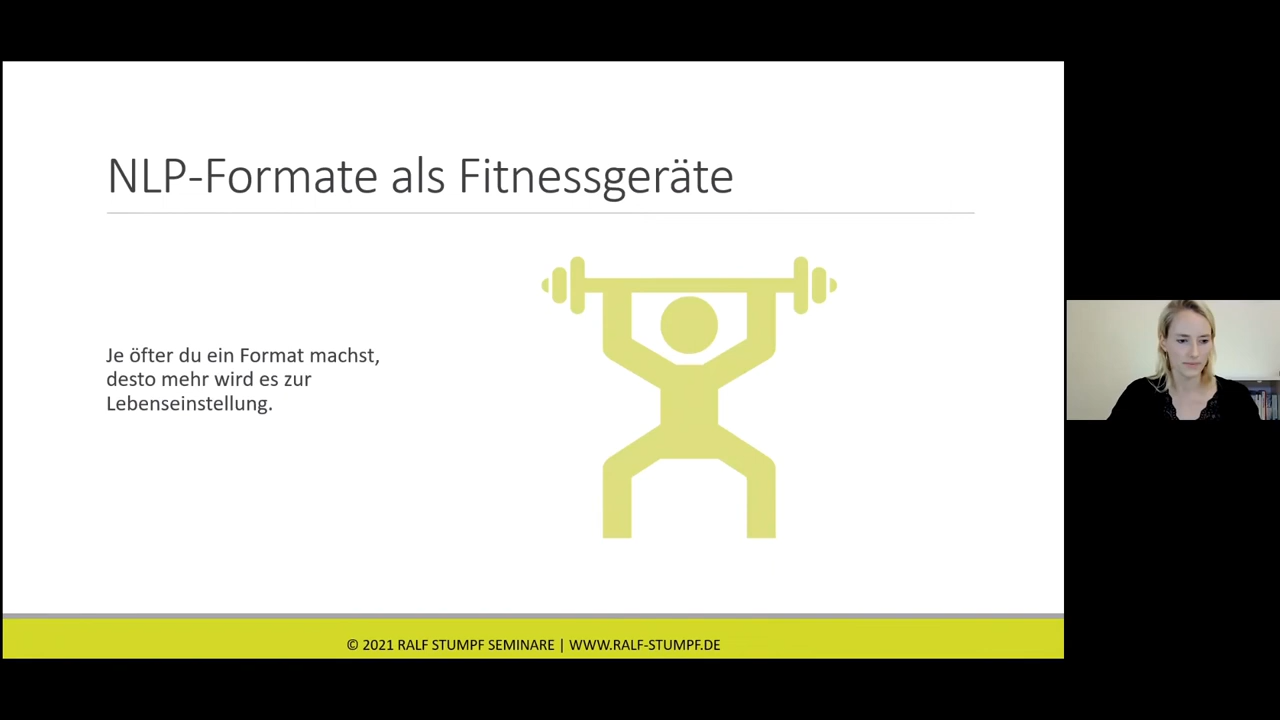 NLP-Formate als Fitnessgeräte
Je öfter du ein Format machst,
desto mehr wird es zur
Lebenseinstellung.
© 2021 RALF STUMPF SEMINARE | WWW.RALF-STUMPF.DE